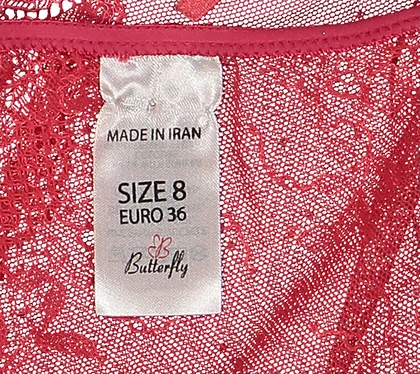 MADE IN IRAN
SIZE 8
EURO 36
Butterfly